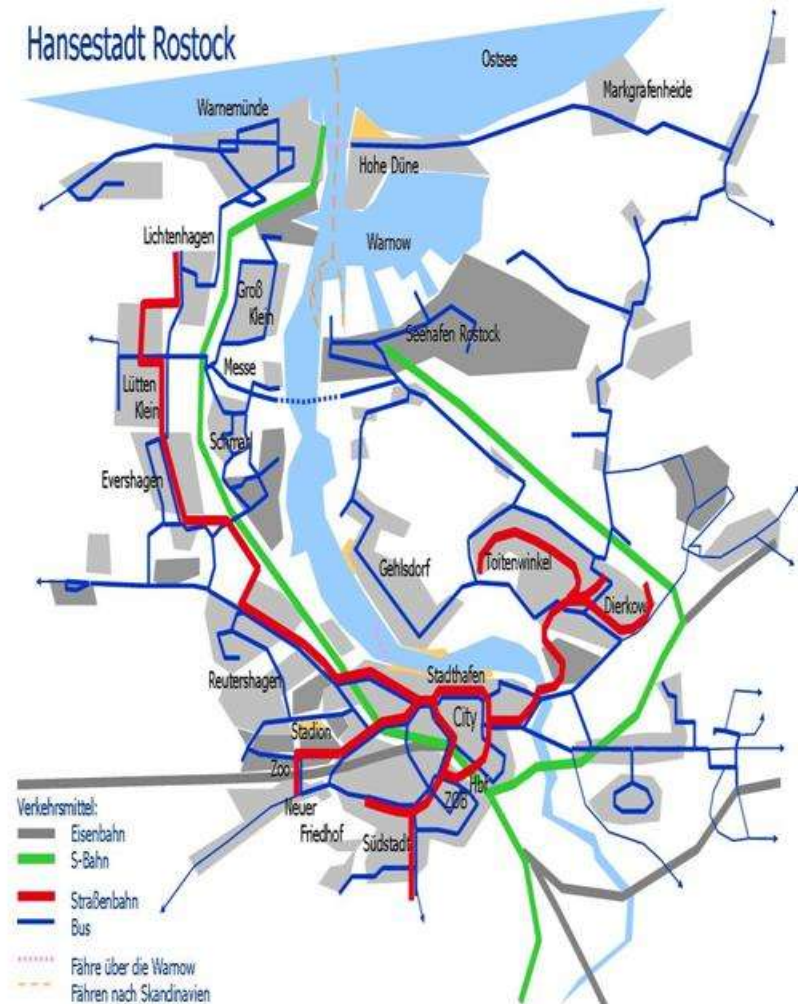 Hansestadt Rostock
Ostsee
Markgrafenheide
Warnemünde
Hohe Düne
Lichtenhagen
Warnow
Groß
Klein
Seehafen Rostock
Messe
Lütten
Klein
Schmarl
Evershagen
Gehlsdorf
Toitenwinkel
Dierkow
Reutershagen
Stadthafen
City
Stadion
Zoo
Hbf
ZOB
Neuer
Friedhof
Südstadt
Verkehrsmittel:
Eisenbahn
S-Bahn
Straßenbahn
Bus
Fähre über die Warnow
Fähren nach Skandinavien